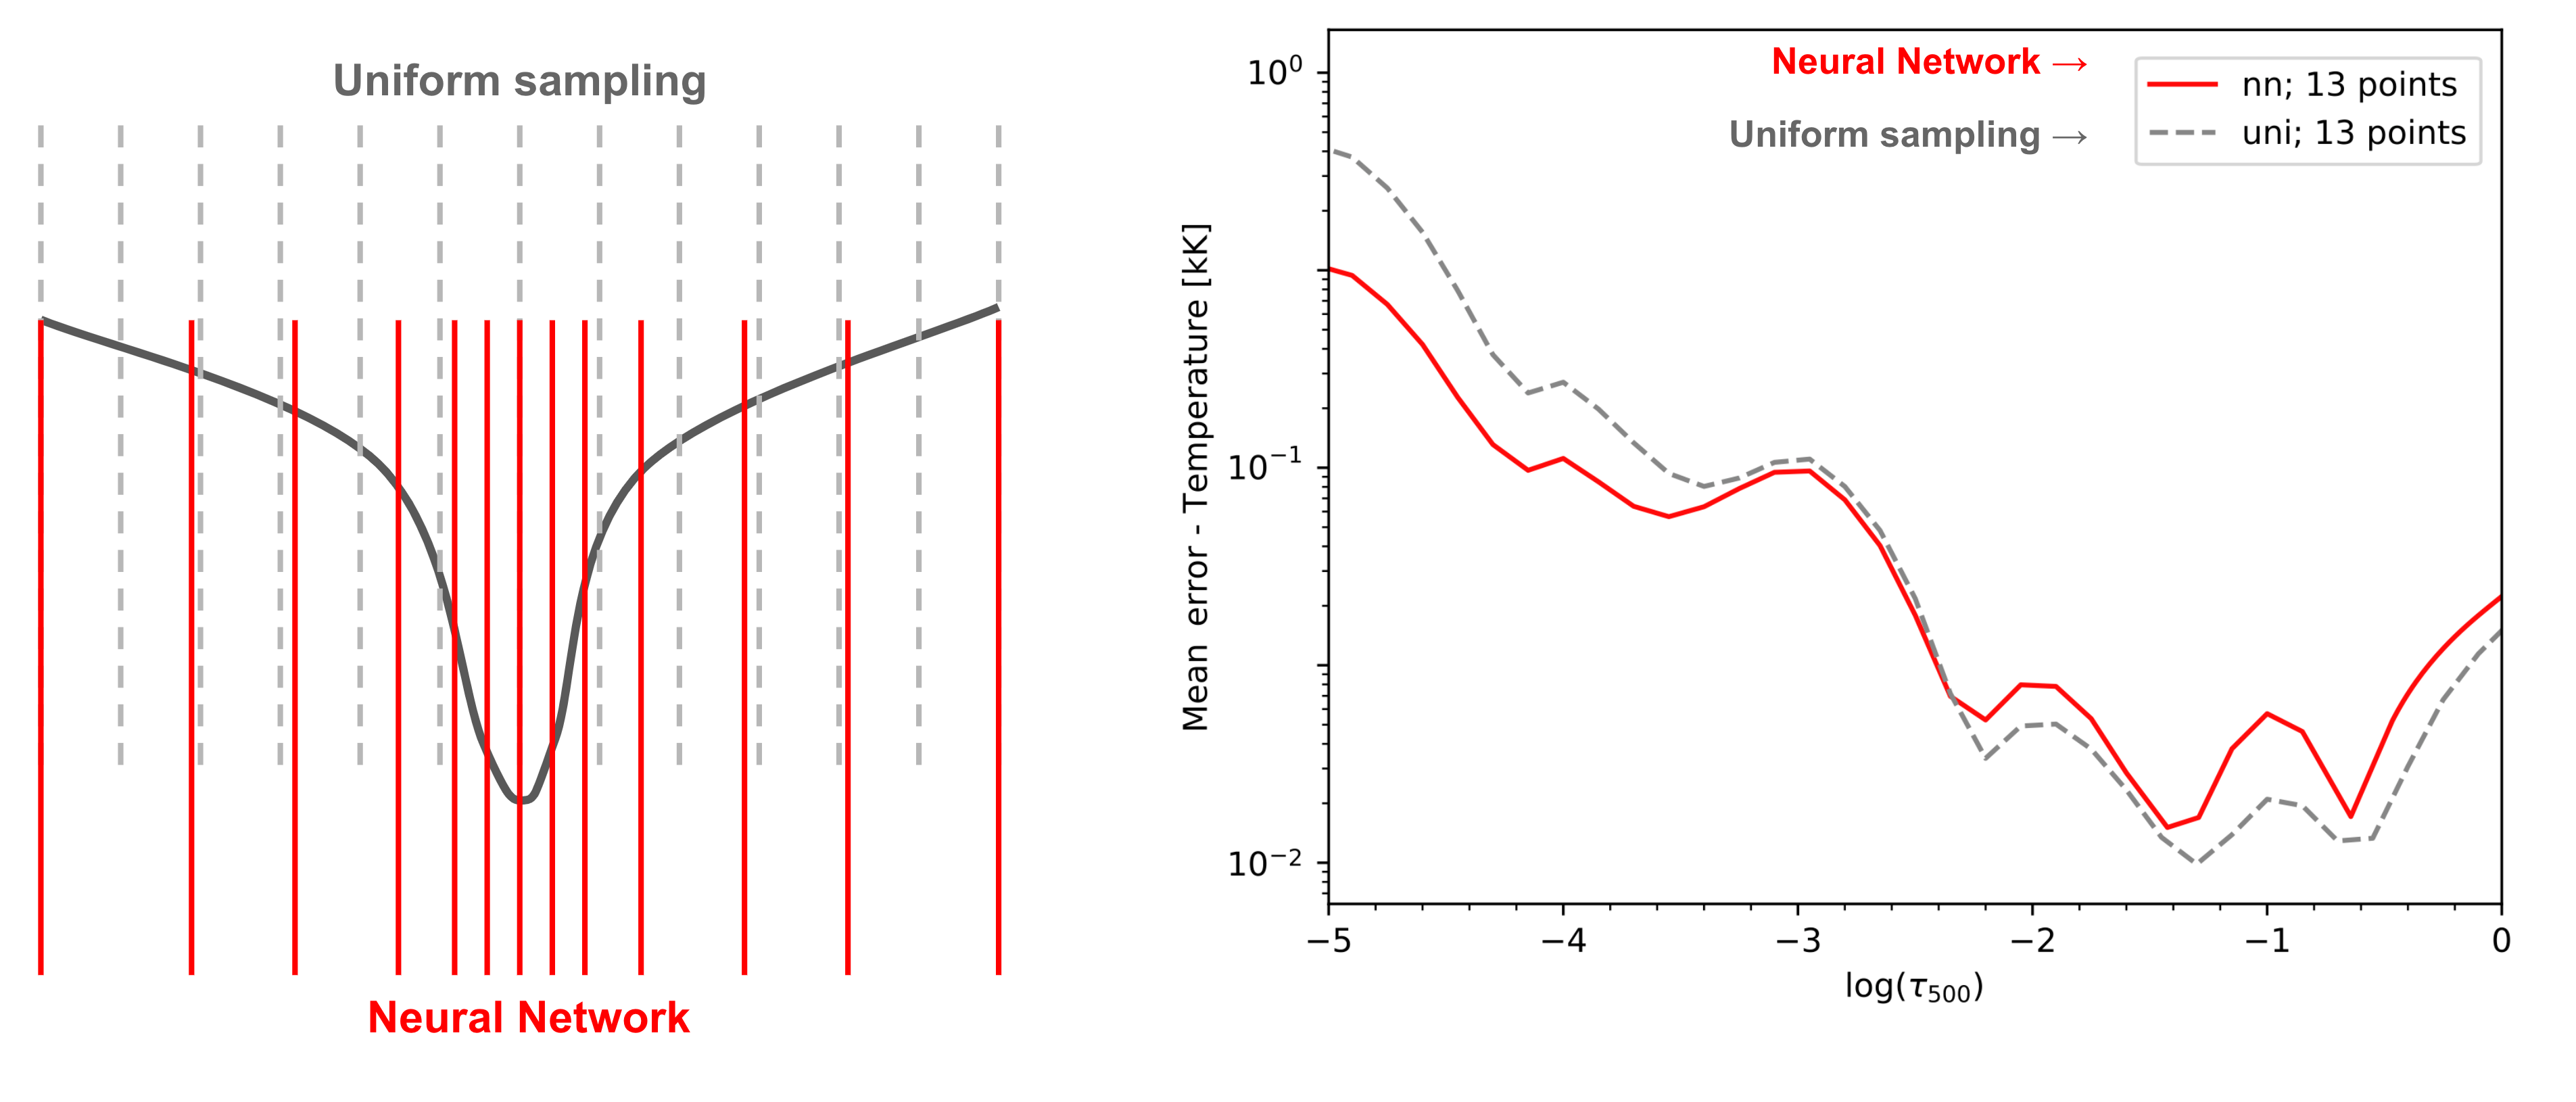 Uniform sampling
Neural Network
Neural Network →
Uniform sampling →
nn; 13 points
uni; 13 points
Mean error - Temperature [kK]
10⁰
10⁻¹
10⁻²
−5
−4
−3
−2
−1
0
log(τ₅₀₀)